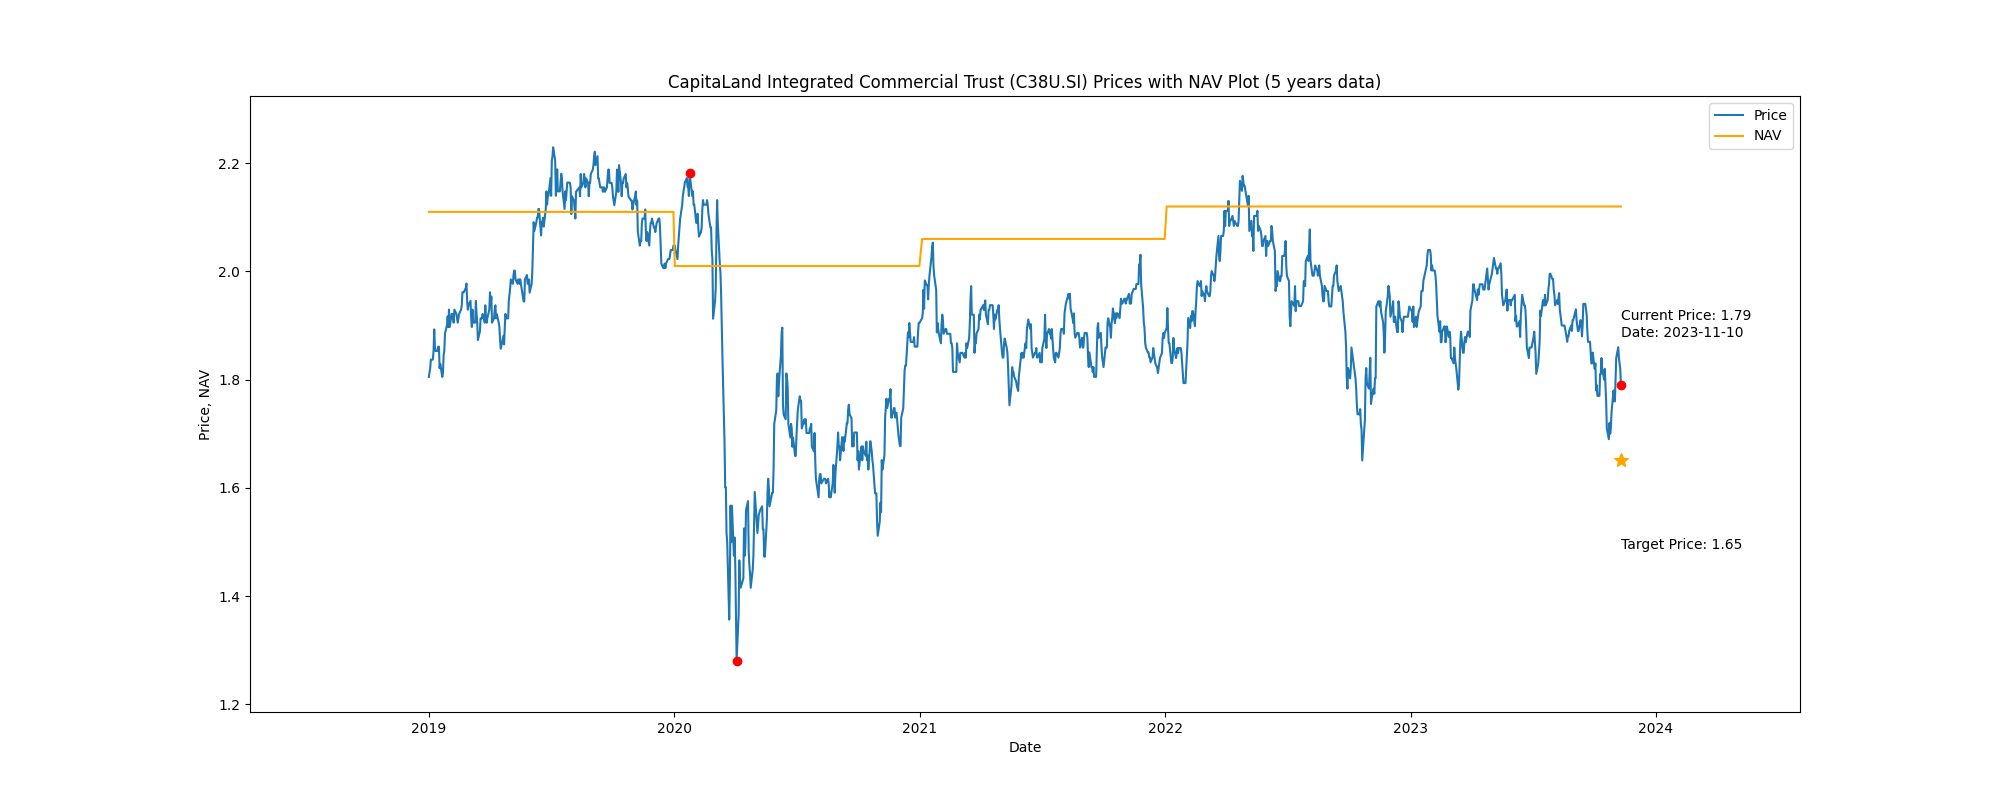 CapitaLand Integrated Commercial Trust (C38U.SI) Prices with NAV Plot (5 years data)
Price
NAV
2.2
2.0
1.8
1.6
1.4
1.2
Price, NAV
Current Price: 1.79
Date: 2023-11-10
Target Price: 1.65
2019
2020
2021
2022
2023
2024
Date